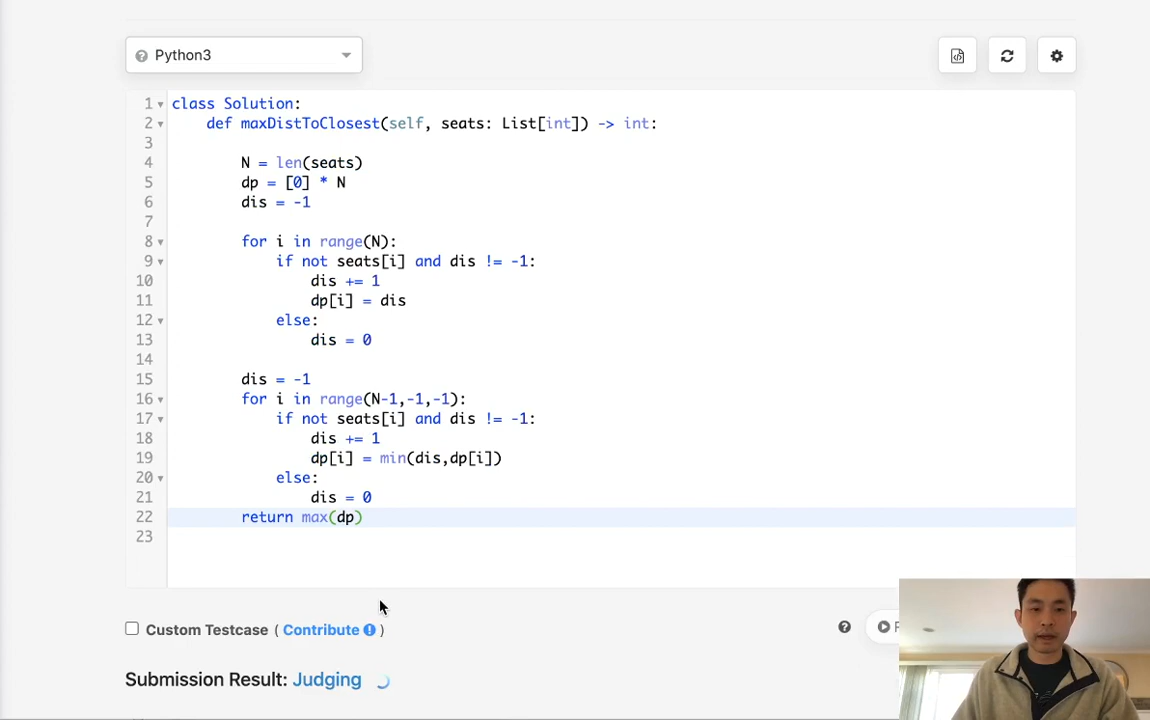 Python3
1 class Solution:
2 def maxDistToClosest(self, seats: List[int]) -> int:
3
4 N = len(seats)
5 dp = [0] * N
6 dis = -1
7
8 for i in range(N):
9 if not seats[i] and dis != -1:
10 dis += 1
11 dp[i] = dis
12 else:
13 dis = 0
14
15 dis = -1
16 for i in range(N-1,-1,-1):
17 if not seats[i] and dis != -1:
18 dis += 1
19 dp[i] = min(dis,dp[i])
20 else:
21 dis = 0
22 return max(dp)
23
Custom Testcase ( Contribute )
Submission Result: Judging